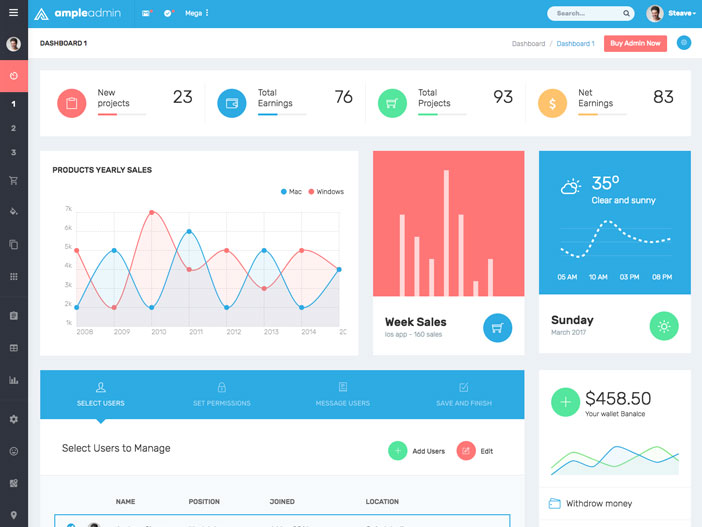 ampleadmin
Mega
Search...
Steave
DASHBOARD 1
Dashboard / Dashboard 1
Buy Admin Now
1
2
3
New
projects
23
Total
Earnings
76
Total
Projects
93
Net
Earnings
83
PRODUCTS YEARLY SALES
Mac
Windows
7k
6k
5k
4k
3k
2k
1k
2008
2009
2010
2011
2012
2013
2014
Week Sales
Ios app - 160 sales
35°
Clear and sunny
05 AM
10 AM
03 PM
08 PM
Sunday
March 2017
SELECT USERS
SET PERMISSIONS
MESSAGE USERS
SAVE AND FINISH
Select Users to Manage
Add Users
Edit
NAME
POSITION
JOINED
LOCATION
$458.50
Your wallet Banalce
Withdrow money